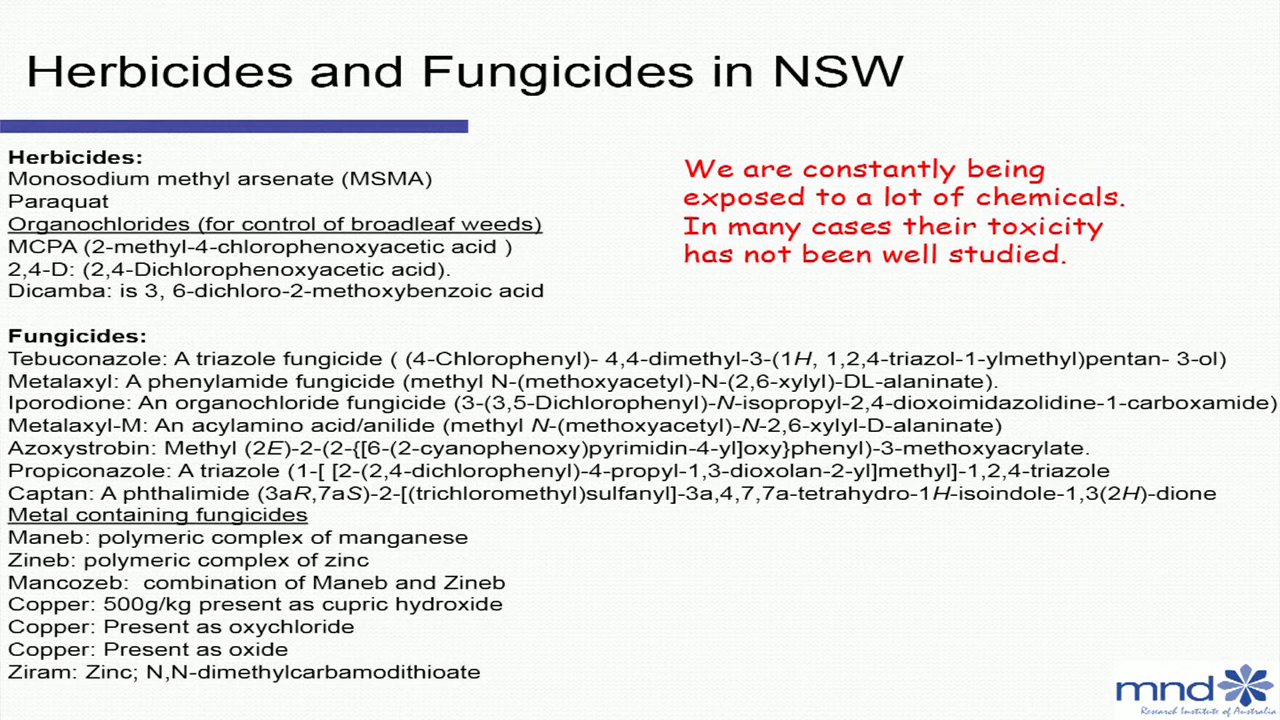 Herbicides and Fungicides in NSW
Herbicides:
Monosodium methyl arsenate (MSMA)
Paraquat
Organochlorides (for control of broadleaf weeds)
MCPA (2-methyl-4-chlorophenoxyacetic acid )
2,4-D: (2,4-Dichlorophenoxyacetic acid).
Dicamba: is 3, 6-dichloro-2-methoxybenzoic acid
We are constantly being
exposed to a lot of chemicals.
In many cases their toxicity
has not been well studied.
Fungicides:
Tebuconazole: A triazole fungicide ( (4-Chlorophenyl)- 4,4-dimethyl-3-(1H, 1,2,4-triazol-1-ylmethyl)pentan- 3-ol)
Metalaxyl: A phenylamide fungicide (methyl N-(methoxyacetyl)-N-(2,6-xylyl)-DL-alaninate).
Iporodione: An organochloride fungicide (3-(3,5-Dichlorophenyl)-N-isopropyl-2,4-dioxoimidazolidine-1-carboxamide)
Metalaxyl-M: An acylamino acid/anilide (methyl N-(methoxyacetyl)-N-2,6-xylyl-D-alaninate)
Azoxystrobin: Methyl (2E)-2-(2-{[6-(2-cyanophenoxy)pyrimidin-4-yl]oxy}phenyl)-3-methoxyacrylate.
Propiconazole: A triazole (1-[ [2-(2,4-dichlorophenyl)-4-propyl-1,3-dioxolan-2-yl]methyl]-1,2,4-triazole
Captan: A phthalimide (3aR,7aS)-2-[(trichloromethyl)sulfanyl]-3a,4,7,7a-tetrahydro-1H-isoindole-1,3(2H)-dione
Metal containing fungicides
Maneb: polymeric complex of manganese
Zineb: polymeric complex of zinc
Mancozeb:  combination of Maneb and Zineb
Copper: 500g/kg present as cupric hydroxide
Copper: Present as oxychloride
Copper: Present as oxide
Ziram: Zinc; N,N-dimethylcarbamodithioate
mnd
Research Institute of Australia